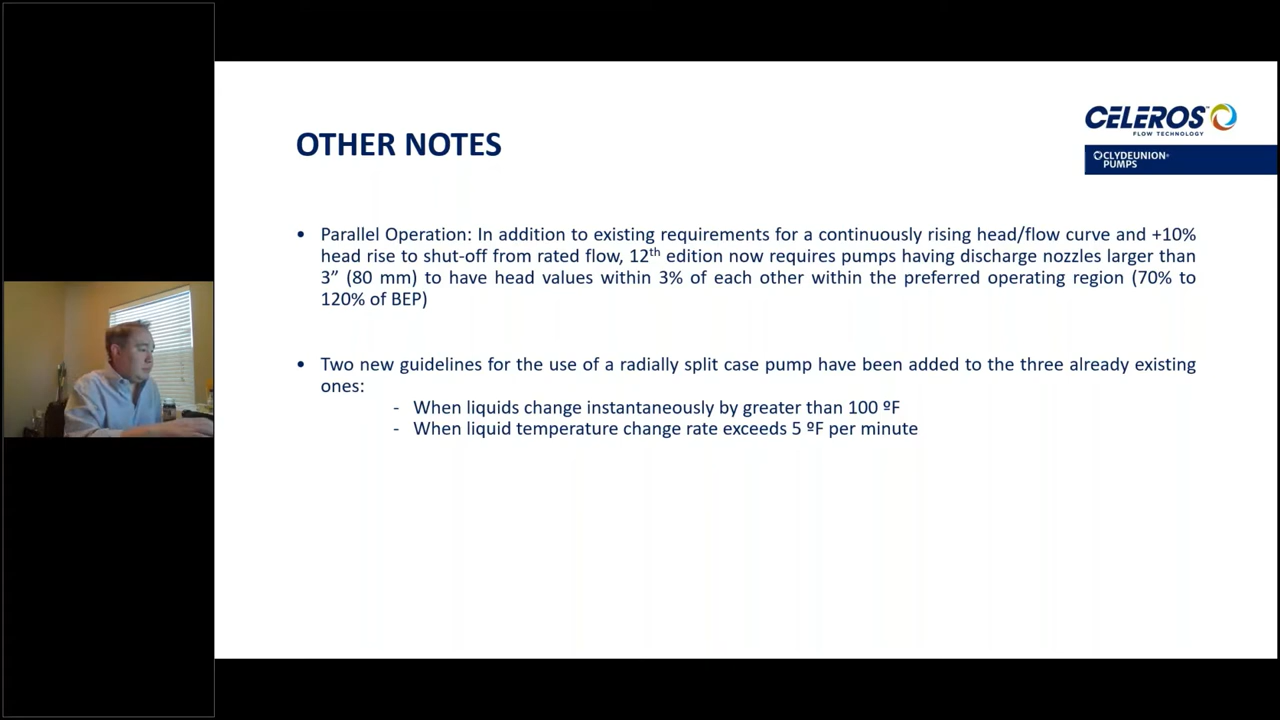 CELEROS
FLOW TECHNOLOGY
CLYDEUNION
PUMPS
OTHER NOTES
• Parallel Operation: In addition to existing requirements for a continuously rising head/flow curve and +10%
head rise to shut-off from rated flow, 12th edition now requires pumps having discharge nozzles larger than
3” (80 mm) to have head values within 3% of each other within the preferred operating region (70% to
120% of BEP)
• Two new guidelines for the use of a radially split case pump have been added to the three already existing
ones:
- When liquids change instantaneously by greater than 100 ºF
- When liquid temperature change rate exceeds 5 ºF per minute